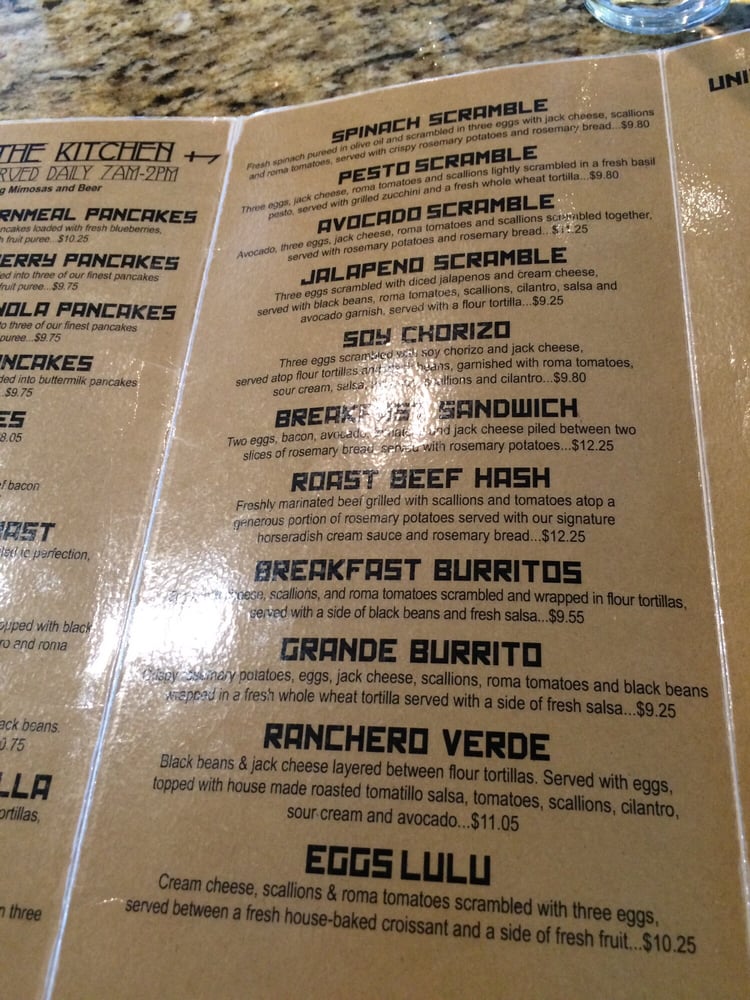 THE KITCHEN
RVED DAILY 7AM-2PM
g Mimosas and Beer
RNMEAL PANCAKES
ncakes loaded with fresh blueberries,
h fruit puree...$10.25
ERRY PANCAKES
ed into three of our finest pancakes
fruit puree...$9.75
NOLA PANCAKES
to three of our finest pancakes
puree...$9.75
NCAKES
ded into buttermilk pancakes
...$9.75
ES
8.05
ef bacon
AST
to perfection,
opped with black
ro and roma
ack beans.
0.75
LLA
ortillas,
n three
SPINACH SCRAMBLE
Fresh spinach pureed in olive oil and scrambled in three eggs with jack cheese, scallions
and roma tomatoes, served with crispy rosemary potatoes and rosemary bread...$9.80
PESTO SCRAMBLE
Three eggs, jack cheese, roma tomatoes and scallions lightly scrambled in a fresh basil
pesto, served with grilled zucchini and a fresh whole wheat tortilla...$9.80
AVOCADO SCRAMBLE
Avocado, three eggs, jack cheese, roma tomatoes and scallions scrambled together,
served with rosemary potatoes and rosemary bread...$11.25
JALAPENO SCRAMBLE
Three eggs scrambled with diced jalapenos and cream cheese,
served with black beans, roma tomatoes, scallions, cilantro, salsa and
avocado garnish, served with a flour tortilla...$9.25
SOY CHORIZO
Three eggs scrambled with soy chorizo and jack cheese,
served atop flour tortillas and black beans, garnished with roma tomatoes,
sour cream, salsa, scallions and cilantro...$9.80
BREAKFAST SANDWICH
Two eggs, bacon, avocado, tomato and jack cheese piled between two
slices of rosemary bread, served with rosemary potatoes...$12.25
ROAST BEEF HASH
Freshly marinated beef grilled with scallions and tomatoes atop a
generous portion of rosemary potatoes served with our signature
horseradish cream sauce and rosemary bread...$12.25
BREAKFAST BURRITOS
cheese, scallions, and roma tomatoes scrambled and wrapped in flour tortillas,
served with a side of black beans and fresh salsa...$9.55
GRANDE BURRITO
Crispy rosemary potatoes, eggs, jack cheese, scallions, roma tomatoes and black beans
wrapped in a fresh whole wheat tortilla served with a side of fresh salsa...$9.25
RANCHERO VERDE
Black beans & jack cheese layered between flour tortillas. Served with eggs,
topped with house made roasted tomatillo salsa, tomatoes, scallions, cilantro,
sour cream and avocado...$11.05
EGGS LULU
Cream cheese, scallions & roma tomatoes scrambled with three eggs,
served between a fresh house-baked croissant and a side of fresh fruit...$10.25
UNI